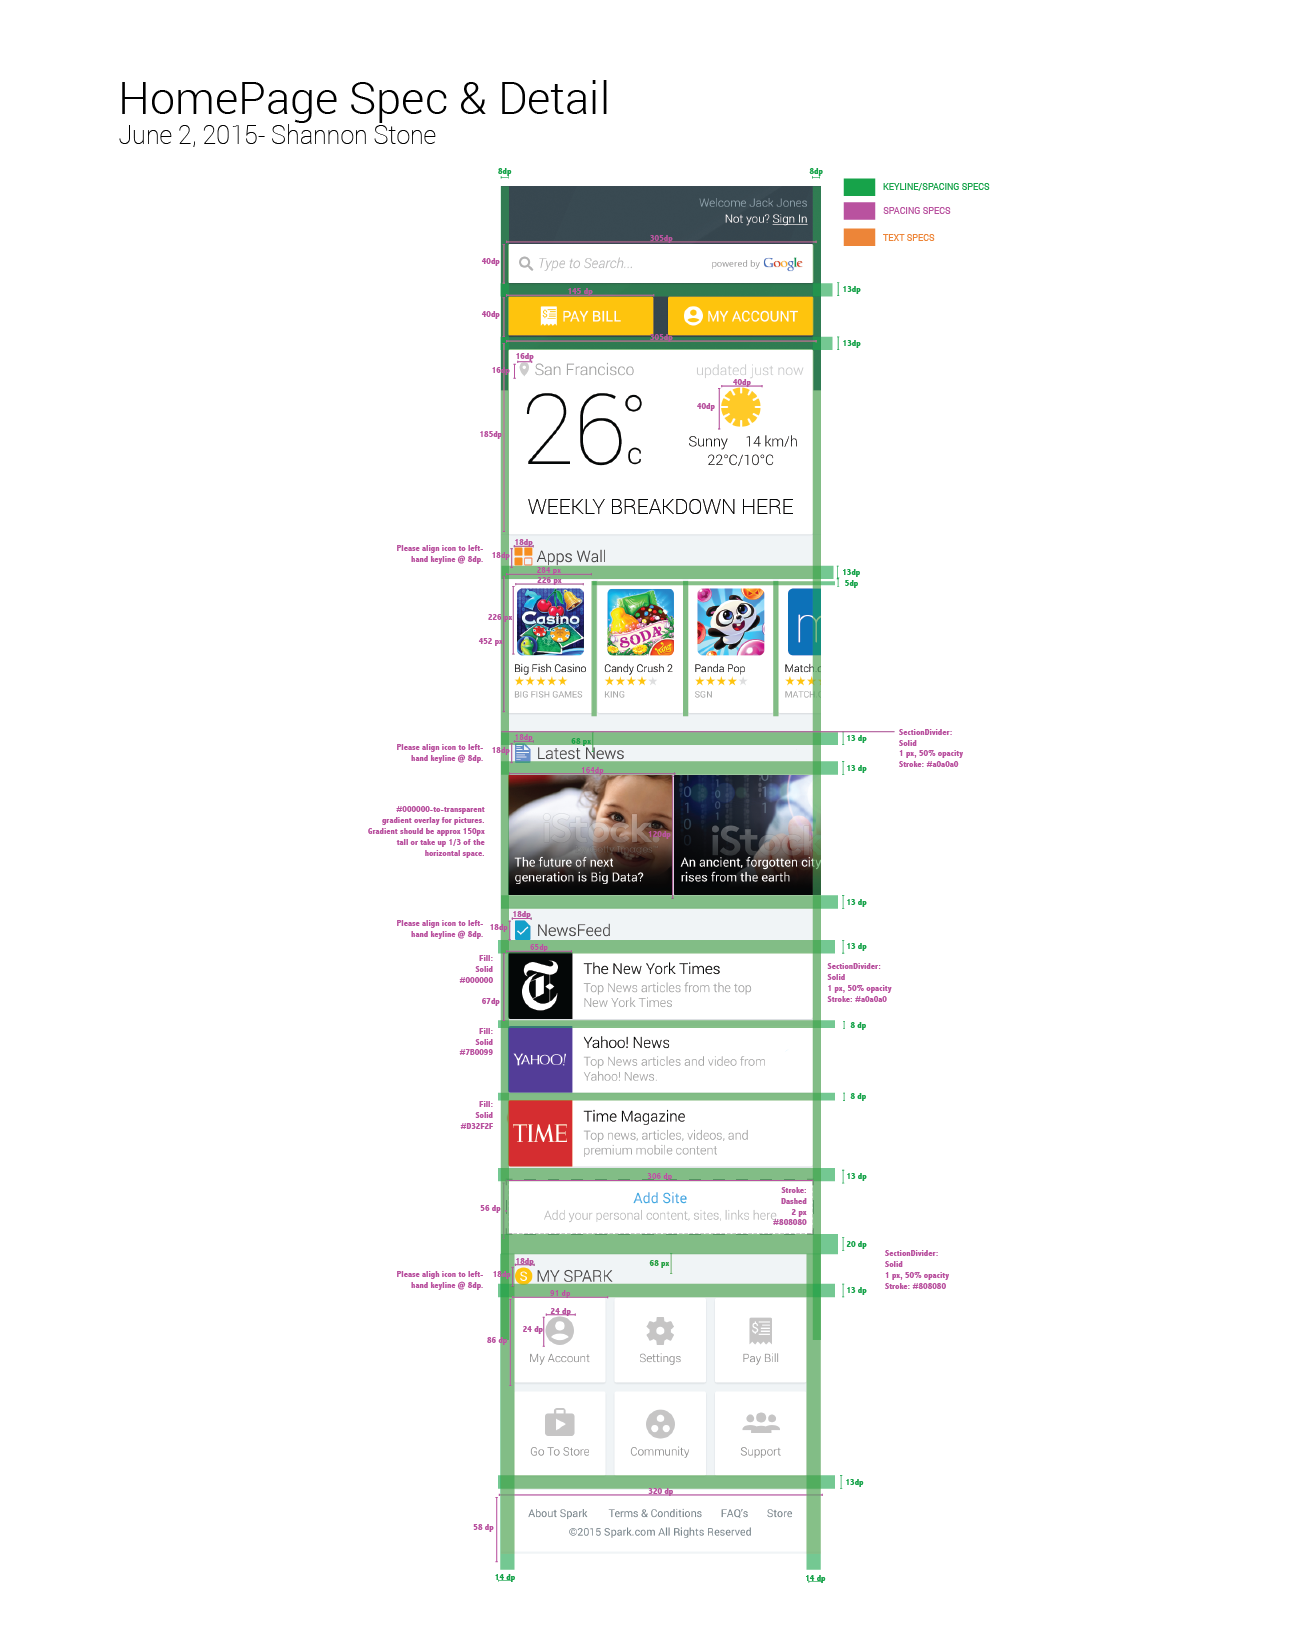 HomePage Spec & Detail
June 2, 2015- Shannon Stone
8dp
8dp
KEYLINE/SPACING SPECS
SPACING SPECS
TEXT SPECS
Welcome Jack Jones
Not you? Sign In
305dp
40dp
Type to Search...
powered by Google
13dp
145 dp
40dp
PAY BILL
MY ACCOUNT
305dp
13dp
16dp
16dp
San Francisco
updated just now
40dp
40dp
26°C
185dp
Sunny 14 km/h
22°C/10°C
WEEKLY BREAKDOWN HERE
Please align icon to left-
hand keyline @ 8dp.
18dp
18dp
Apps Wall
284 px
13dp
226 px
5dp
226 px
452 px
Casino
SODA
King
m
Big Fish Casino
Candy Crush 2
Panda Pop
Match.c
BIG FISH GAMES
KING
SGN
MATCH.C
SectionDivider:
Solid
1 px, 50% opacity
Stroke: #a0a0a0
Please align icon to left-
hand keyline @ 8dp.
18dp
18dp
68 px
13 dp
Latest News
164dp
13 dp
#000000-to-transparent
gradient overlay for pictures.
Gradient should be approx 150px
tall or take up 1/3 of the
horizontal space.
iStock
iStock
120dp
The future of next
generation is Big Data?
An ancient, forgotten city
rises from the earth
13 dp
Please align icon to left-
hand keyline @ 8dp.
18dp
18dp
NewsFeed
65dp
13 dp
Fill:
Solid
#000000
67dp
The New York Times
Top News articles from the top
New York Times
SectionDivider:
Solid
1 px, 50% opacity
Stroke: #a0a0a0
8 dp
Fill:
Solid
#7B0099
YAHOO!
Yahoo! News
Top News articles and video from
Yahoo! News.
8 dp
Fill:
Solid
#D32F2F
TIME
Time Magazine
Top news, articles, videos, and
premium mobile content
13 dp
306 dp
56 dp
Add Site
Add your personal content, sites, links here
Stroke:
Dashed
2 px
#808080
20 dp
SectionDivider:
Solid
1 px, 50% opacity
Stroke: #808080
Please aligh icon to left-
hand keyline @ 8dp.
18dp
18dp
68 px
S
MY SPARK
13 dp
91 dp
24 dp
24 dp
86 dp
My Account
Settings
Pay Bill
Go To Store
Community
Support
13dp
320 dp
58 dp
About Spark
Terms & Conditions
FAQ's
Store
©2015 Spark.com All Rights Reserved
14 dp
14 dp